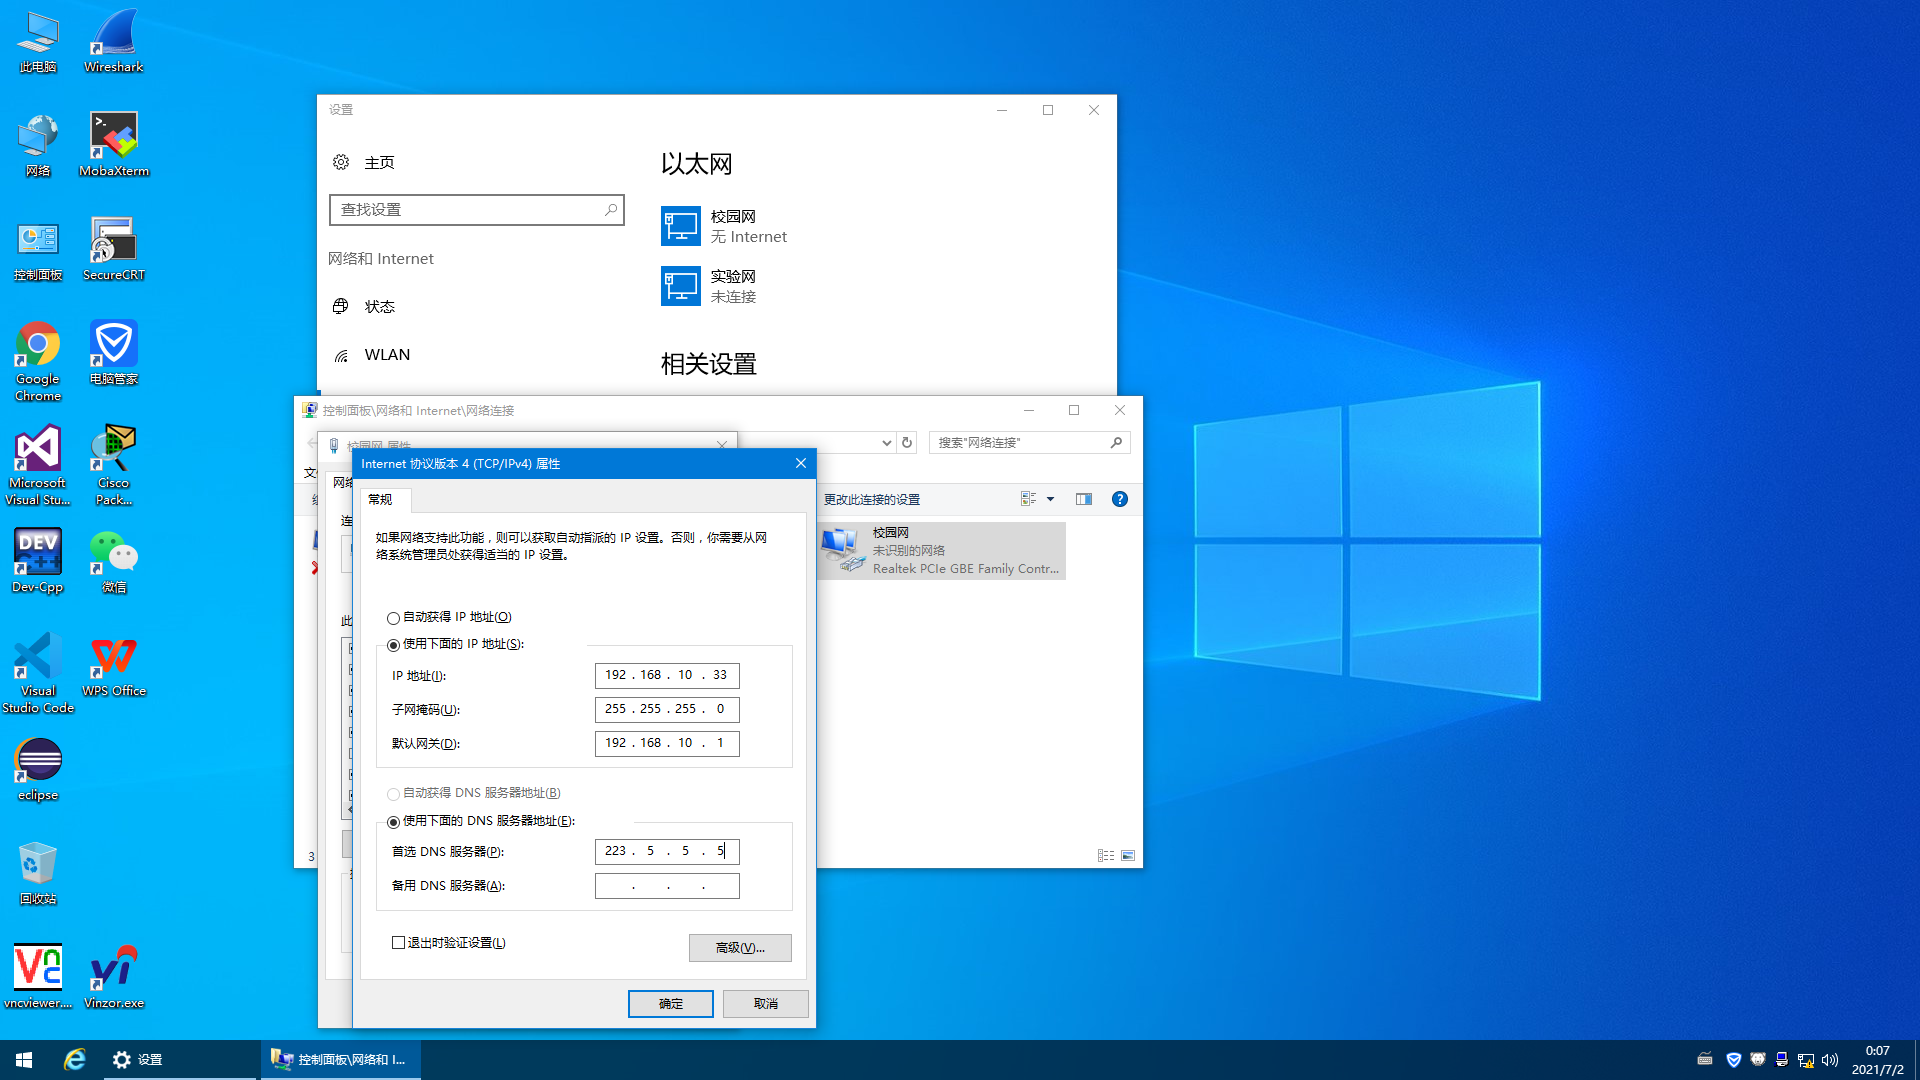 此电脑
Wireshark
网络
MobaXterm
控制面板
SecureCRT
Google
Chrome
电脑管家
Microsoft
Visual Stu...
Cisco
Pack...
DEV
C++
Dev-Cpp
微信
Visual
Studio Code
WPS Office
eclipse
回收站
vncviewer....
Vinzor.exe
设置
主页
查找设置
网络和 Internet
状态
WLAN
以太网
校园网
无 Internet
实验网
未连接
相关设置
控制面板\网络和 Internet\网络连接
搜索"网络连接"
更改此连接的设置
校园网
未识别的网络
Realtek PCIe GBE Family Contr...
校园网 属性
网络
Internet 协议版本 4 (TCP/IPv4) 属性
常规
如果网络支持此功能，则可以获取自动指派的 IP 设置。否则，你需要从网
络系统管理员处获得适当的 IP 设置。
自动获得 IP 地址(O)
使用下面的 IP 地址(S):
IP 地址(I): 192 . 168 . 10 . 33
子网掩码(U): 255 . 255 . 255 . 0
默认网关(D): 192 . 168 . 10 . 1
自动获得 DNS 服务器地址(B)
使用下面的 DNS 服务器地址(E):
首选 DNS 服务器(P): 223 . 5 . 5 . 5
备用 DNS 服务器(A): . . .
退出时验证设置(L)
高级(V)...
确定
取消
3
设置
控制面板\网络和 I...
0:07
2021/7/2